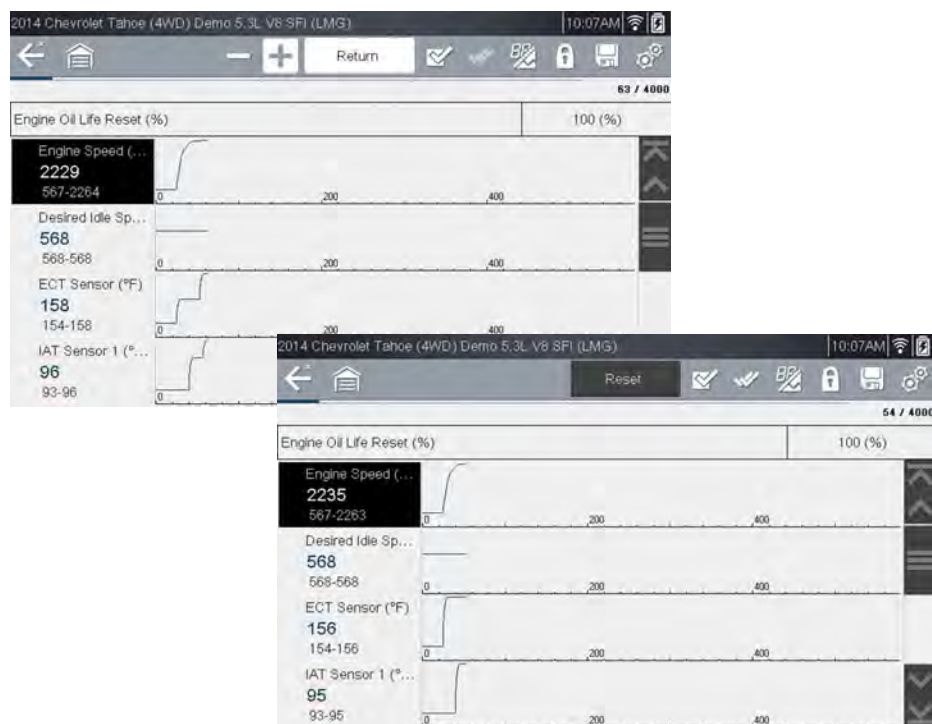 2014 Chevrolet Tahoe (4WD) Demo 5.3L V8 SFI (LMG) 10:07AM
Return
63 / 4000
Engine Oil Life Reset (%) 100 (%)
Engine Speed (...
2229
567-2264
0 200 400
Desired Idle Sp...
568
568-568
0 200 400
ECT Sensor (°F)
158
154-158
0 200 400
IAT Sensor 1 (°...
96
93-96
0
2014 Chevrolet Tahoe (4WD) Demo 5.3L V8 SFI (LMG) 10:07AM
Reset
54 / 4000
Engine Oil Life Reset (%) 100 (%)
Engine Speed (...
2235
567-2263
0 200 400
Desired Idle Sp...
568
568-568
0 200 400
ECT Sensor (°F)
156
154-156
0 200 400
IAT Sensor 1 (°...
95
93-95
0 200 400